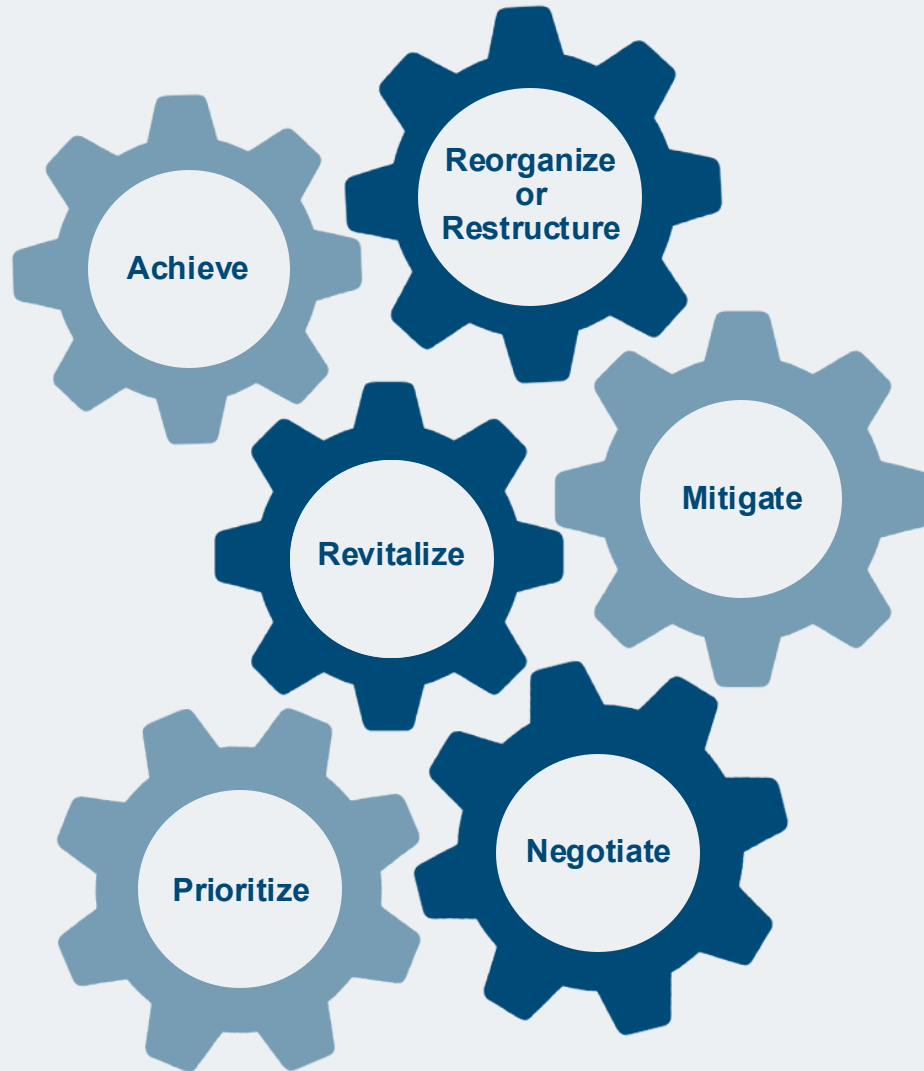 Reorganize
or
Restructure
Achieve
Mitigate
Revitalize
Negotiate
Prioritize